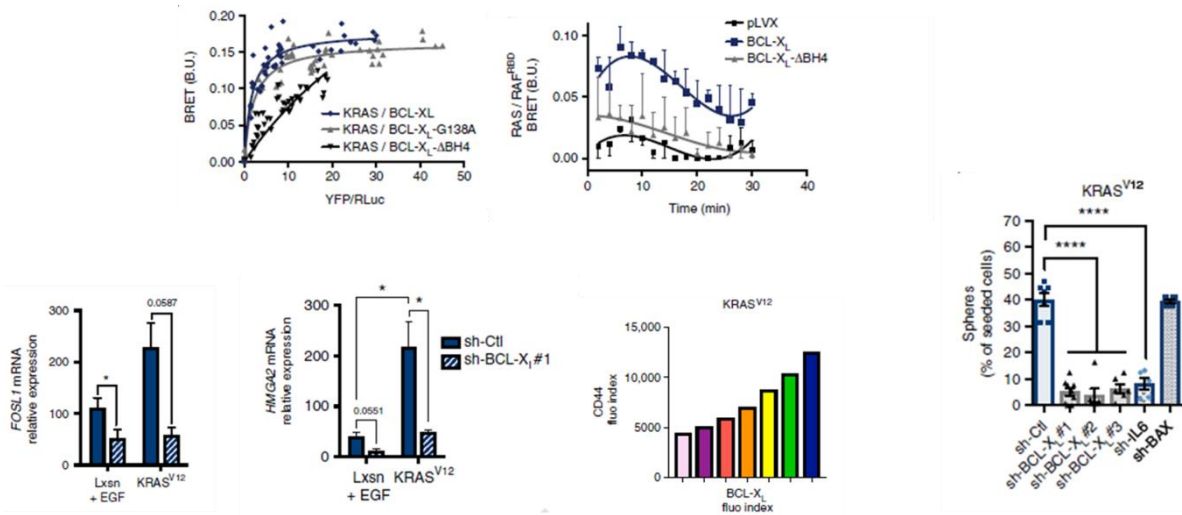 BRET (B.U.)
0.20
0.15
0.10
0.05
0.00
KRAS / BCL-XL
KRAS / BCL-XL-G138A
KRAS / BCL-XL-ΔBH4
0 10 20 30 40 50
YFP/RLuc
RAS / RAFRBD
BRET (B.U.)
0.10
0.05
0.00
pLVX
BCL-XL
BCL-XL-ΔBH4
0 10 20 30 40
Time (min)
KRASV12
Spheres
(% of seeded cells)
70
60
50
40
30
20
10
0
****
****
sh-Ctl
sh-BCL-XL#1
sh-BCL-XL#2
sh-BCL-XL#3
sh-IL6
sh-BAX
FOSL1 mRNA
relative expression
300
200
100
0
*
0.0587
Lxsn
+ EGF
KRASV12
HMGA2 mRNA
relative expression
300
200
100
0
*
*
0.0551
sh-Ctl
sh-BCL-XL#1
Lxsn
+ EGF
KRASV12
KRASV12
CD44
fluo index
15,000
10,000
5000
0
BCL-XL
fluo index